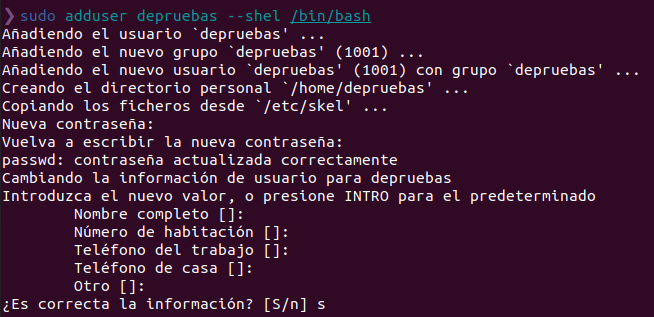 ❯ sudo adduser depruebas --shel /bin/bash
Añadiendo el usuario `depruebas' ...
Añadiendo el nuevo grupo `depruebas' (1001) ...
Añadiendo el nuevo usuario `depruebas' (1001) con grupo `depruebas' ...
Creando el directorio personal `/home/depruebas' ...
Copiando los ficheros desde `/etc/skel' ...
Nueva contraseña:
Vuelva a escribir la nueva contraseña:
passwd: contraseña actualizada correctamente
Cambiando la información de usuario para depruebas
Introduzca el nuevo valor, o presione INTRO para el predeterminado
        Nombre completo []:
        Número de habitación []:
        Teléfono del trabajo []:
        Teléfono de casa []:
        Otro []:
¿Es correcta la información? [S/n] s